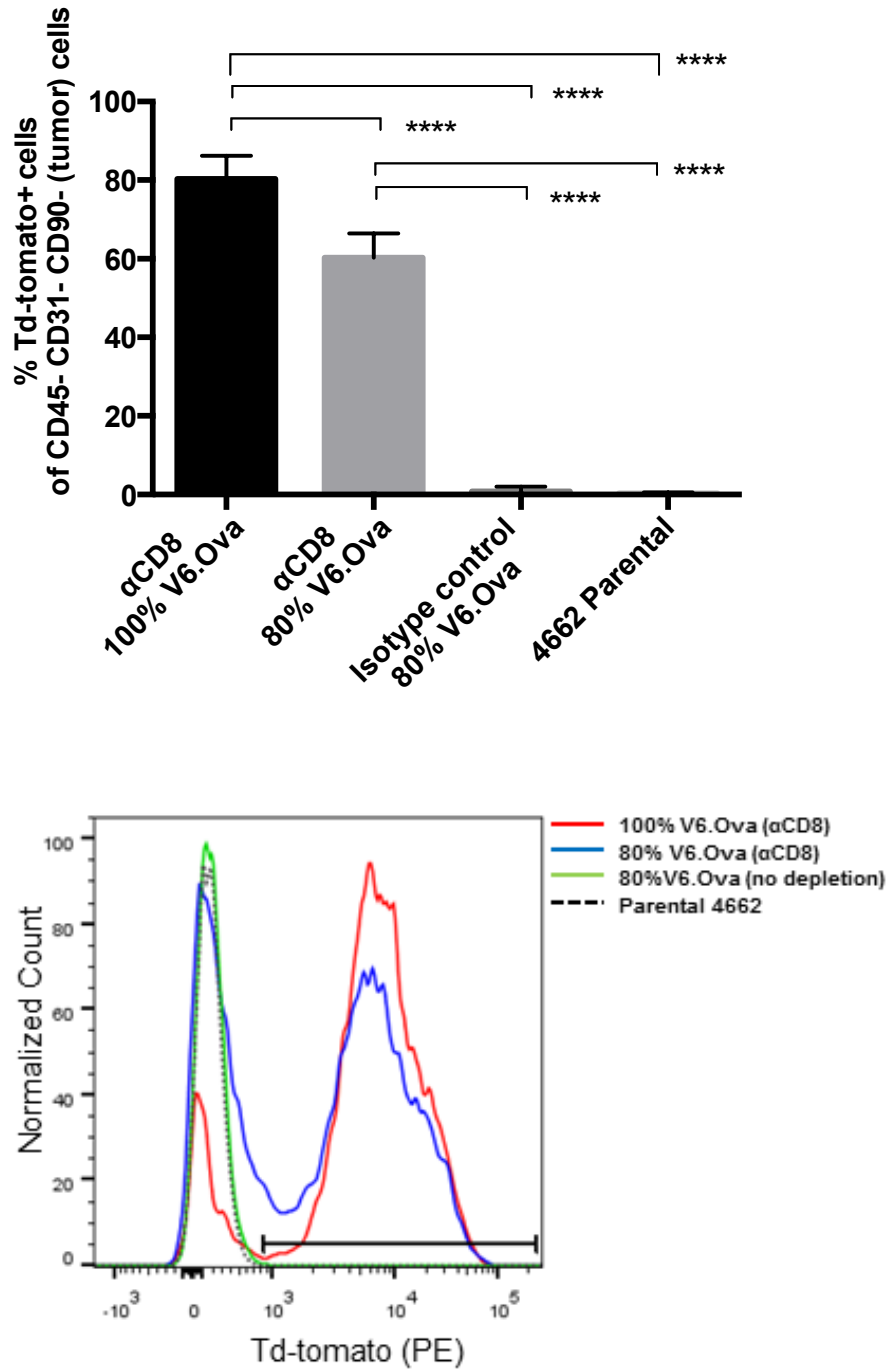 ****
****
****
****
****
% Td-tomato+ cells
of CD45- CD31- CD90- (tumor) cells
100
80
60
40
20
0
αCD8
100% V6.Ova
αCD8
80% V6.Ova
Isotype control
80% V6.Ova
4662 Parental
100% V6.Ova (αCD8)
80% V6.Ova (αCD8)
80%V6.Ova (no depletion)
Parental 4662
Normalized Count
100
80
60
40
20
0
-10³ 0 10³ 10⁴ 10⁵
Td-tomato (PE)